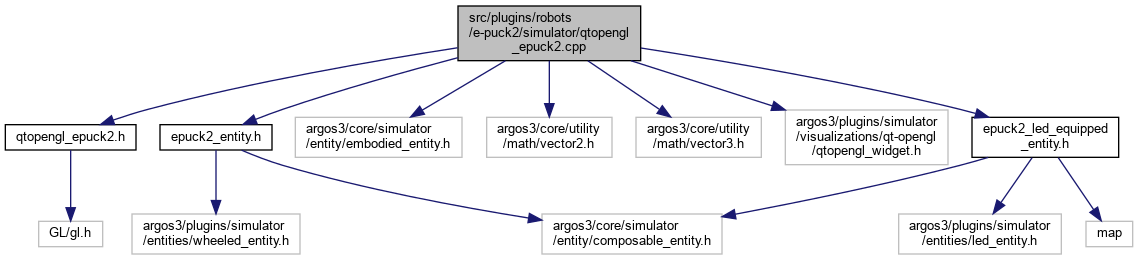 src/plugins/robots
/e-puck2/simulator/qtopengl
_epuck2.cpp
qtopengl_epuck2.h
epuck2_entity.h
argos3/core/simulator
/entity/embodied_entity.h
argos3/core/utility
/math/vector2.h
argos3/core/utility
/math/vector3.h
argos3/plugins/simulator
/visualizations/qt-opengl
/qtopengl_widget.h
epuck2_led_equipped
_entity.h
GL/gl.h
argos3/plugins/simulator
/entities/wheeled_entity.h
argos3/core/simulator
/entity/composable_entity.h
argos3/plugins/simulator
/entities/led_entity.h
map